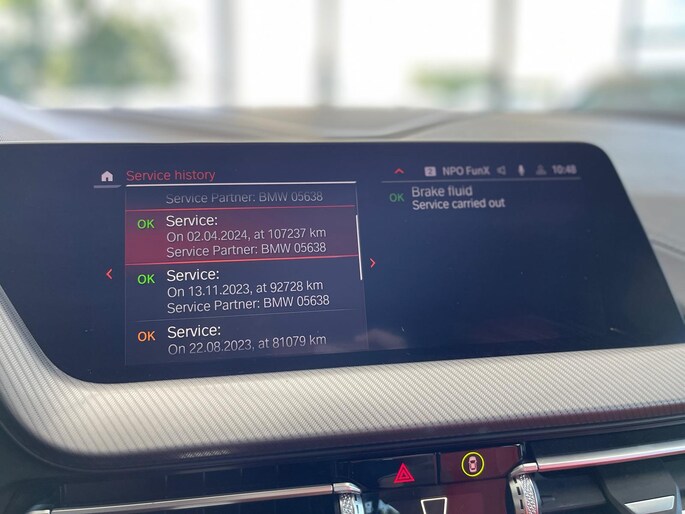 Service history
2 NPO FunX 10:48
Service Partner: BMW 05638
OK Service:
On 02.04.2024, at 107237 km
Service Partner: BMW 05638
OK Service:
On 13.11.2023, at 92728 km
Service Partner: BMW 05638
OK Service:
On 22.08.2023, at 81079 km
OK Brake fluid
Service carried out